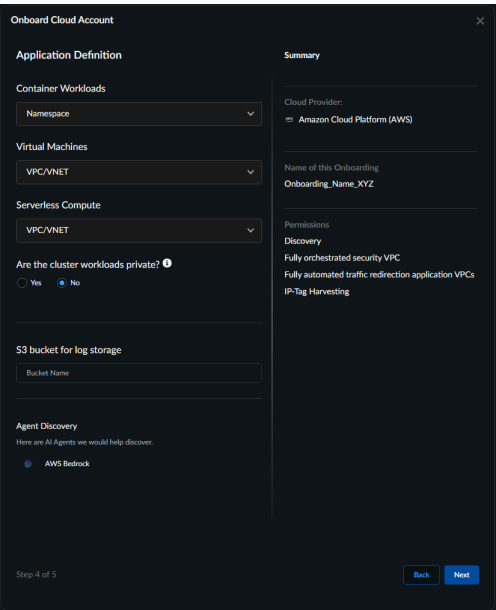 Onboard Cloud Account
Application Definition
Container Workloads
Namespace
Virtual Machines
VPC/VNET
Serverless Compute
VPC/VNET
Are the cluster workloads private?
Yes
No
S3 bucket for log storage
Bucket Name
Agent Discovery
Here are AI Agents we would help discover.
AWS Bedrock
Summary
Cloud Provider:
Amazon Cloud Platform (AWS)
Name of this Onboarding
Onboarding_Name_XYZ
Permissions
Discovery
Fully orchestrated security VPC
Fully automated traffic redirection application VPCs
IP-Tag Harvesting
Step 4 of 5
Back
Next